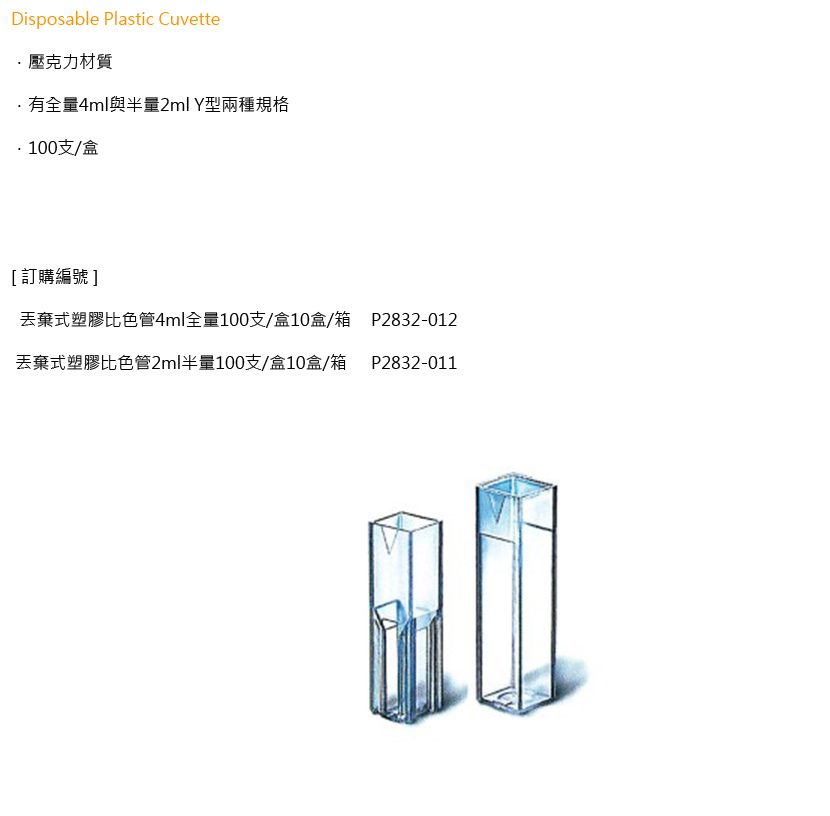 Disposable Plastic Cuvette
· 壓克力材質
· 有全量4ml與半量2ml Y型兩種規格
· 100支/盒
[ 訂購編號 ]
丟棄式塑膠比色管4ml全量100支/盒10盒/箱 P2832-012
丟棄式塑膠比色管2ml半量100支/盒10盒/箱 P2832-011